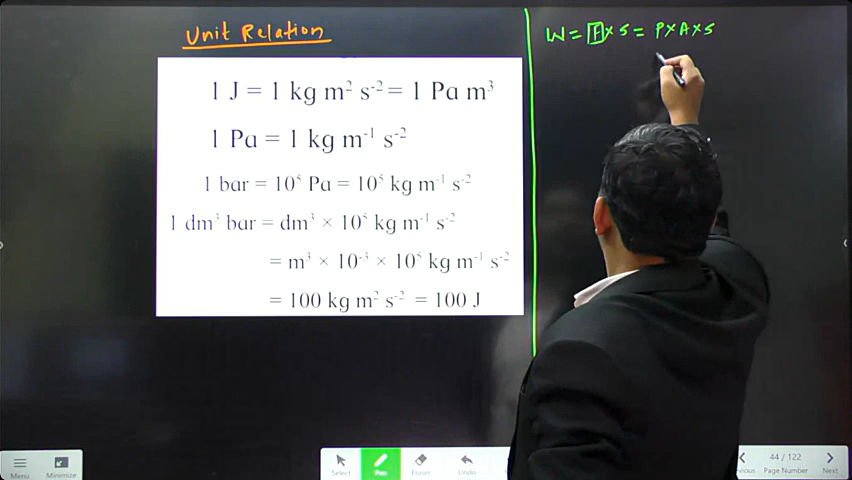 Unit Relation
W = F × S = P × A × S
1 J = 1 kg m² s⁻² = 1 Pa m³
1 Pa = 1 kg m⁻¹ s⁻²
1 bar = 10⁵ Pa = 10⁵ kg m⁻¹ s⁻²
1 dm³ bar = dm³ × 10⁵ kg m⁻¹ s⁻²
= m³ × 10⁻³ × 10⁵ kg m⁻¹ s⁻²
= 100 kg m² s⁻² = 100 J
Menu Minimize Select Pen Eraser Undo 44 / 122 Page Number Next